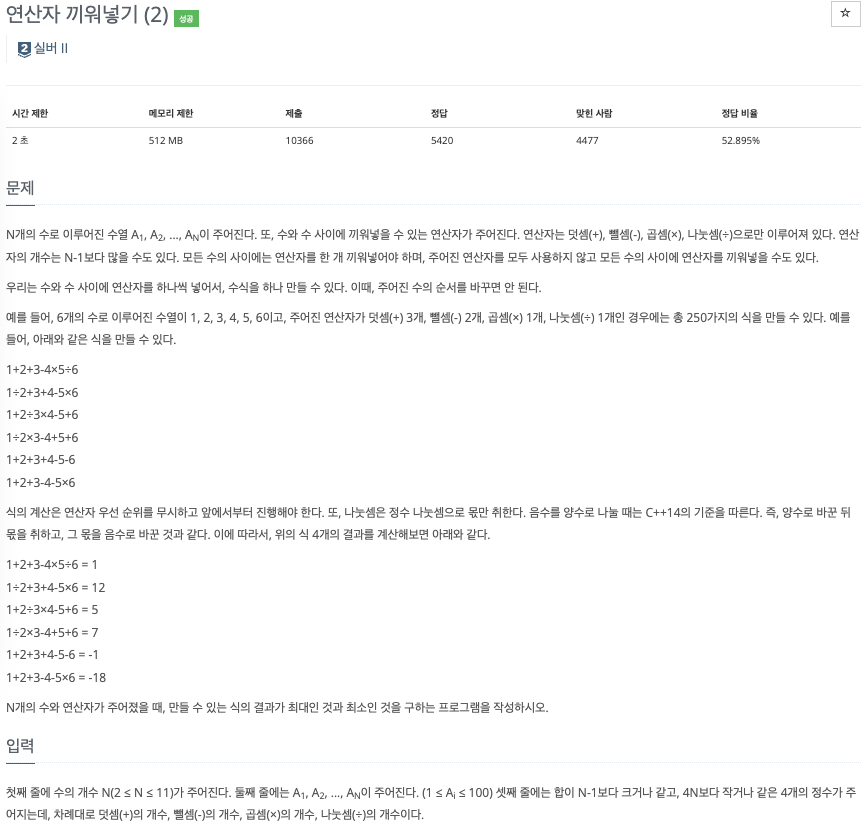 연산자 끼워넣기 (2) 성공
☆
2 실버 II
시간 제한 메모리 제한 제출 정답 맞힌 사람 정답 비율
2 초 512 MB 10366 5420 4477 52.895%
문제
N개의 수로 이루어진 수열 A1, A2, ..., AN이 주어진다. 또, 수와 수 사이에 끼워넣을 수 있는 연산자가 주어진다. 연산자는 덧셈(+), 뺄셈(-), 곱셈(×), 나눗셈(÷)으로만 이루어져 있다. 연산
자의 개수는 N-1보다 많을 수도 있다. 모든 수의 사이에는 연산자를 한 개 끼워넣어야 하며, 주어진 연산자를 모두 사용하지 않고 모든 수의 사이에 연산자를 끼워넣을 수도 있다.
우리는 수와 수 사이에 연산자를 하나씩 넣어서, 수식을 하나 만들 수 있다. 이때, 주어진 수의 순서를 바꾸면 안 된다.
예를 들어, 6개의 수로 이루어진 수열이 1, 2, 3, 4, 5, 6이고, 주어진 연산자가 덧셈(+) 3개, 뺄셈(-) 2개, 곱셈(×) 1개, 나눗셈(÷) 1개인 경우에는 총 250가지의 식을 만들 수 있다. 예를
들어, 아래와 같은 식을 만들 수 있다.
1+2+3-4×5÷6
1÷2+3+4-5×6
1+2÷3×4-5+6
1÷2×3-4+5+6
1+2+3+4-5-6
1+2+3-4-5×6
식의 계산은 연산자 우선 순위를 무시하고 앞에서부터 진행해야 한다. 또, 나눗셈은 정수 나눗셈으로 몫만 취한다. 음수를 양수로 나눌 때는 C++14의 기준을 따른다. 즉, 양수로 바꾼 뒤
몫을 취하고, 그 몫을 음수로 바꾼 것과 같다. 이에 따라서, 위의 식 4개의 결과를 계산해보면 아래와 같다.
1+2+3-4×5÷6 = 1
1÷2+3+4-5×6 = 12
1+2÷3×4-5+6 = 5
1÷2×3-4+5+6 = 7
1+2+3+4-5-6 = -1
1+2+3-4-5×6 = -18
N개의 수와 연산자가 주어졌을 때, 만들 수 있는 식의 결과가 최대인 것과 최소인 것을 구하는 프로그램을 작성하시오.
입력
첫째 줄에 수의 개수 N(2 ≤ N ≤ 11)가 주어진다. 둘째 줄에는 A1, A2, ..., AN이 주어진다. (1 ≤ Ai ≤ 100) 셋째 줄에는 합이 N-1보다 크거나 같고, 4N보다 작거나 같은 4개의 정수가 주
어지는데, 차례대로 덧셈(+)의 개수, 뺄셈(-)의 개수, 곱셈(×)의 개수, 나눗셈(÷)의 개수이다.